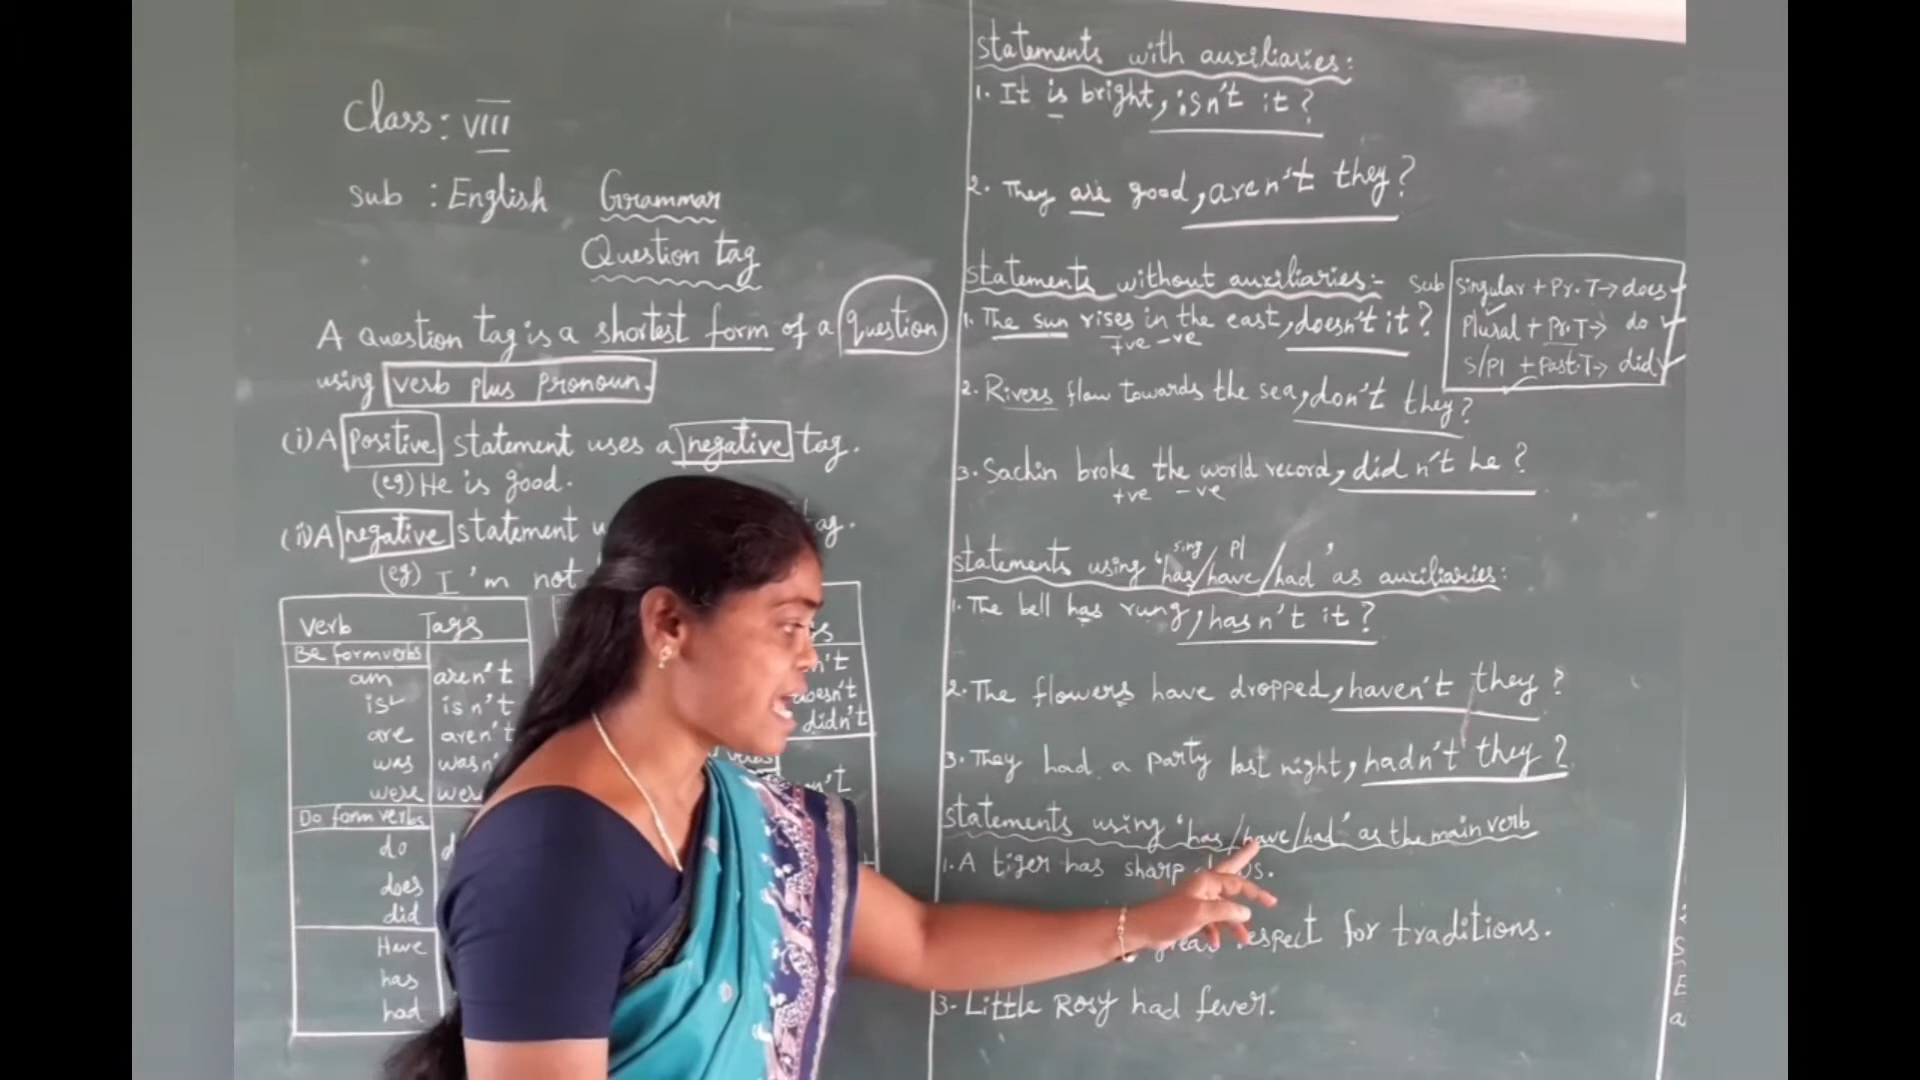 Class: VIII
Sub : English Grammar
Question tag
A Question tag is a shortest form of a question
using verb plus pronoun.
(i) A Positive statement uses a negative tag.
(eg) He is good.
(ii) A negative statement u
(eg) I'm not
Verb Tags
Be form verbs
am aren't
is isn't
are aren't
was wasn'
were wer
Do form verbs
do d
does
did
Have
has
had
doesn't
didn't
statements with auxiliaries:
1. It is bright, isn't it?
2. They are good, aren't they?
statements without auxiliaries:-
1. The sun rises in the east, doesn't it?
+ve -ve
2. Rivers flow towards the sea, don't they?
3. Sachin broke the world record, did n't he?
+ve -ve
Sub Singular + Pr.T→ does
Plural + Pr.T→ do
S/Pl + Past.T→ did
sing Pl
statements using 'has/have/had' as auxiliaries:
1. The bell has rung, hasn't it?
2. The flowers have dropped, haven't they?
3. They had a party last night, hadn't they?
statements using 'has/have/had' as the main verb
1. A tiger has sharp
respect for traditions.
3- Little Rosy had fever.